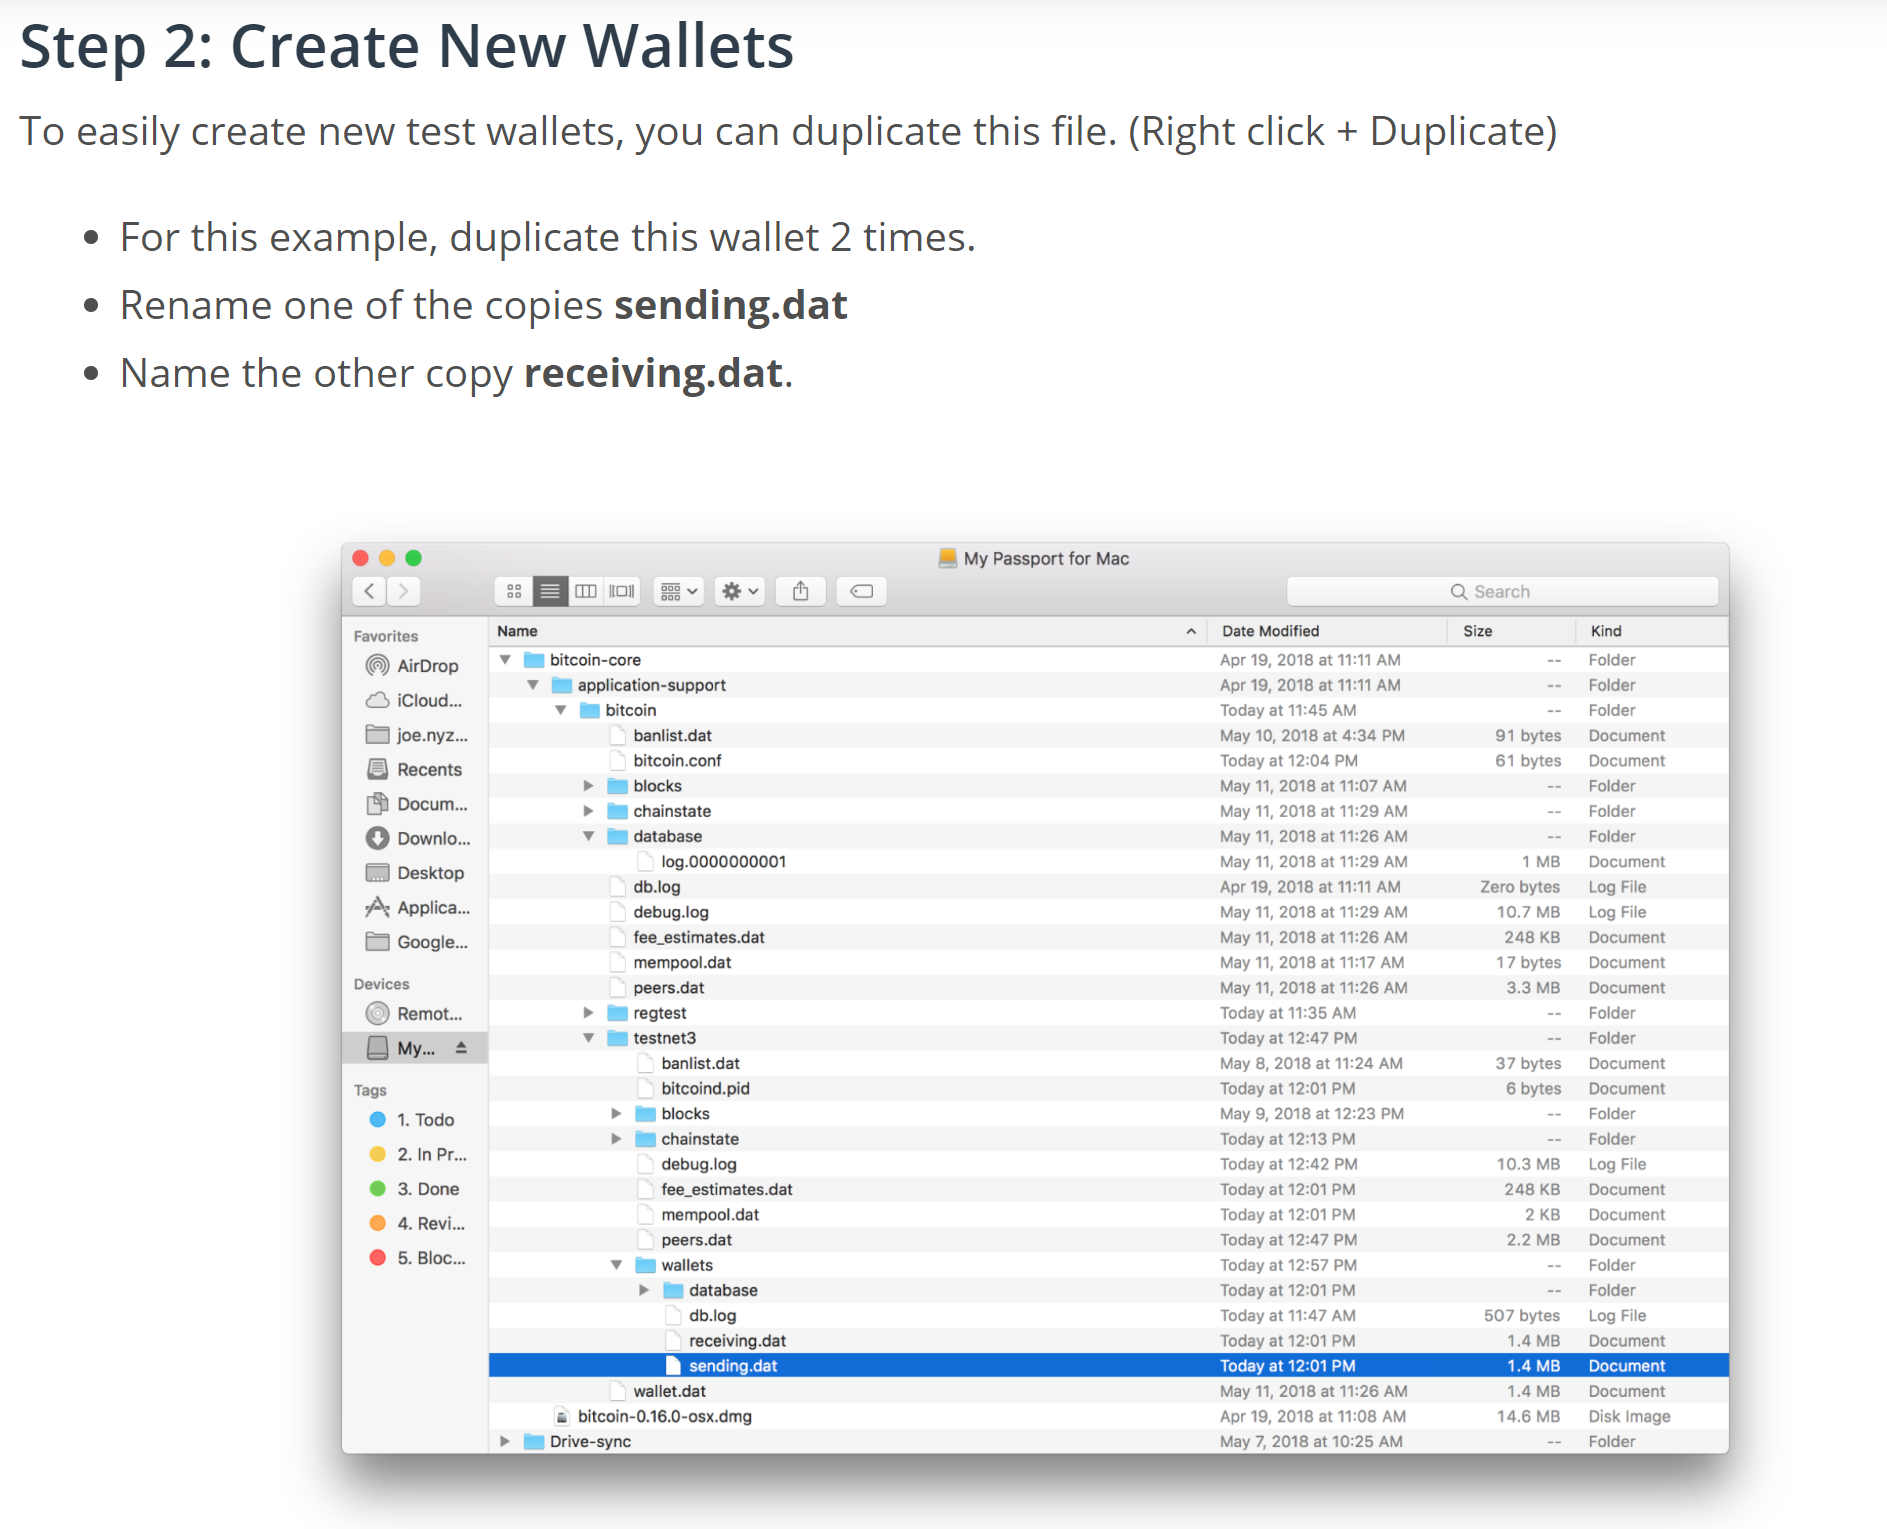 Step 2: Create New Wallets
To easily create new test wallets, you can duplicate this file. (Right click + Duplicate)
For this example, duplicate this wallet 2 times.
Rename one of the copies sending.dat
Name the other copy receiving.dat.
My Passport for Mac
Search
Favorites
AirDrop
iCloud...
joe.nyz...
Recents
Docum...
Downlo...
Desktop
Applica...
Google...
Devices
Remot...
My...
Tags
1. Todo
2. In Pr...
3. Done
4. Revi...
5. Bloc...
Name Date Modified Size Kind
bitcoin-core Apr 19, 2018 at 11:11 AM -- Folder
application-support Apr 19, 2018 at 11:11 AM -- Folder
bitcoin Today at 11:45 AM -- Folder
banlist.dat May 10, 2018 at 4:34 PM 91 bytes Document
bitcoin.conf Today at 12:04 PM 61 bytes Document
blocks May 11, 2018 at 11:07 AM -- Folder
chainstate May 11, 2018 at 11:29 AM -- Folder
database May 11, 2018 at 11:26 AM -- Folder
log.0000000001 May 11, 2018 at 11:29 AM 1 MB Document
db.log Apr 19, 2018 at 11:11 AM Zero bytes Log File
debug.log May 11, 2018 at 11:29 AM 10.7 MB Log File
fee_estimates.dat May 11, 2018 at 11:26 AM 248 KB Document
mempool.dat May 11, 2018 at 11:17 AM 17 bytes Document
peers.dat May 11, 2018 at 11:26 AM 3.3 MB Document
regtest Today at 11:35 AM -- Folder
testnet3 Today at 12:47 PM -- Folder
banlist.dat May 8, 2018 at 11:24 AM 37 bytes Document
bitcoind.pid Today at 12:01 PM 6 bytes Document
blocks May 9, 2018 at 12:23 PM -- Folder
chainstate Today at 12:13 PM -- Folder
debug.log Today at 12:42 PM 10.3 MB Log File
fee_estimates.dat Today at 12:01 PM 248 KB Document
mempool.dat Today at 12:01 PM 2 KB Document
peers.dat Today at 12:47 PM 2.2 MB Document
wallets Today at 12:57 PM -- Folder
database Today at 12:01 PM -- Folder
db.log Today at 11:47 AM 507 bytes Log File
receiving.dat Today at 12:01 PM 1.4 MB Document
sending.dat Today at 12:01 PM 1.4 MB Document
wallet.dat May 11, 2018 at 11:26 AM 1.4 MB Document
bitcoin-0.16.0-osx.dmg Apr 19, 2018 at 11:08 AM 14.6 MB Disk Image
Drive-sync May 7, 2018 at 10:25 AM -- Folder